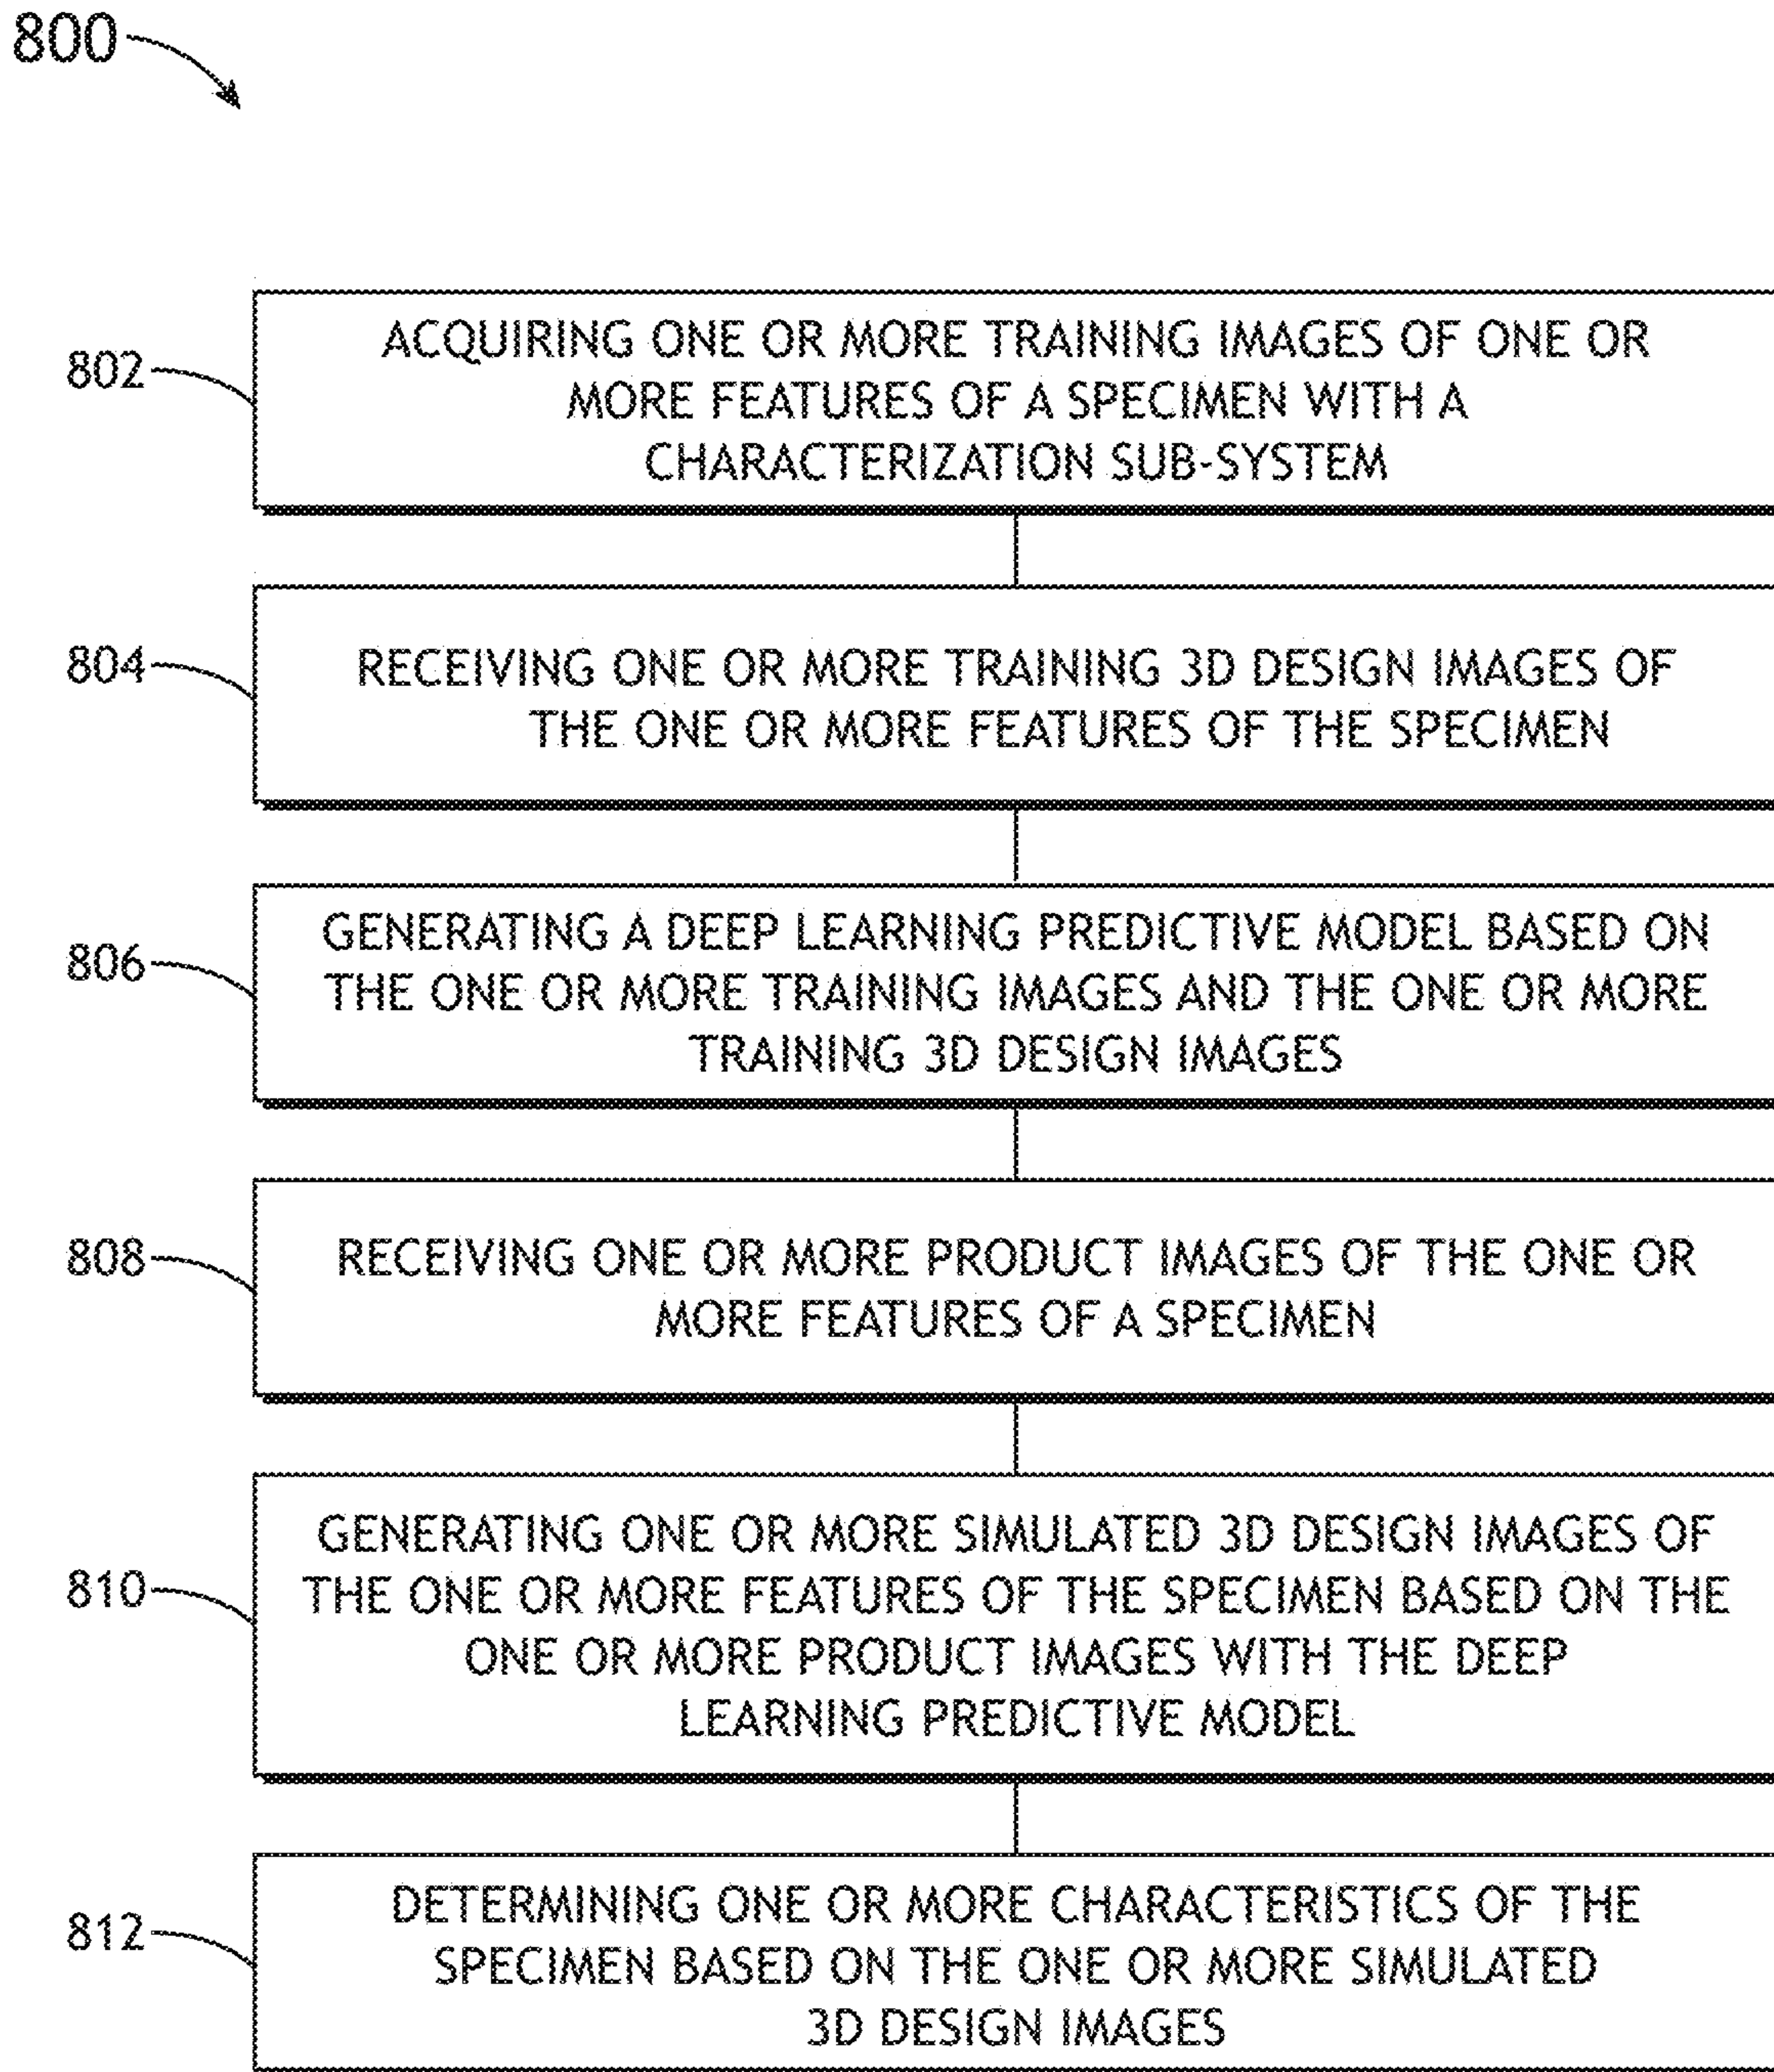 800
802
ACQUIRING ONE OR MORE TRAINING IMAGES OF ONE OR
MORE FEATURES OF A SPECIMEN WITH A
CHARACTERIZATION SUB-SYSTEM
804
RECEIVING ONE OR MORE TRAINING 3D DESIGN IMAGES OF
THE ONE OR MORE FEATURES OF THE SPECIMEN
806
GENERATING A DEEP LEARNING PREDICTIVE MODEL BASED ON
THE ONE OR MORE TRAINING IMAGES AND THE ONE OR MORE
TRAINING 3D DESIGN IMAGES
808
RECEIVING ONE OR MORE PRODUCT IMAGES OF THE ONE OR
MORE FEATURES OF A SPECIMEN
810
GENERATING ONE OR MORE SIMULATED 3D DESIGN IMAGES OF
THE ONE OR MORE FEATURES OF THE SPECIMEN BASED ON THE
ONE OR MORE PRODUCT IMAGES WITH THE DEEP
LEARNING PREDICTIVE MODEL
812
DETERMINING ONE OR MORE CHARACTERISTICS OF THE
SPECIMEN BASED ON THE ONE OR MORE SIMULATED
3D DESIGN IMAGES